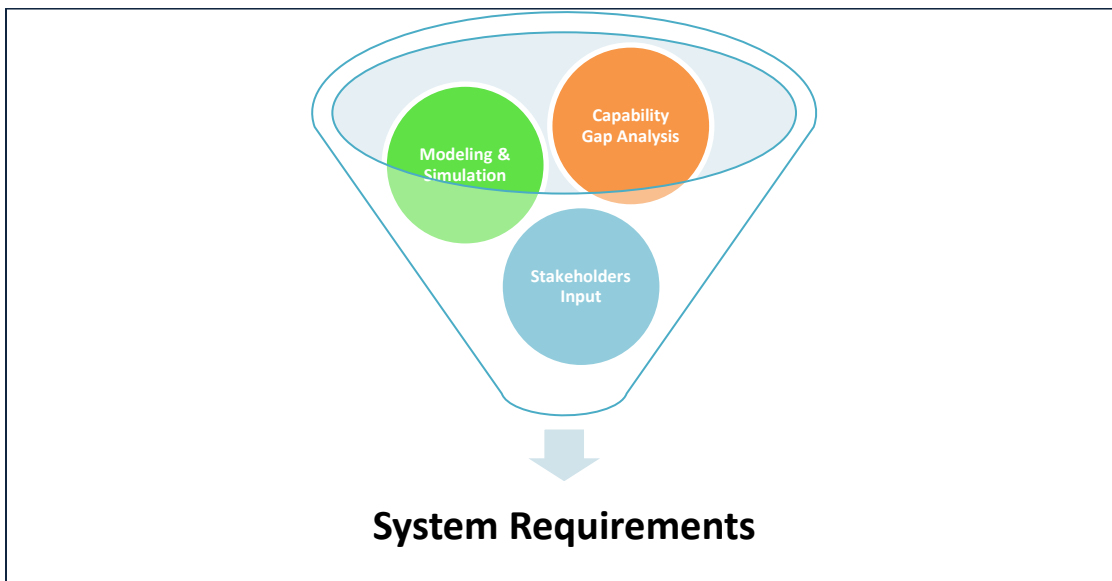 Capability
Gap Analysis
Modeling &
Simulation
Stakeholders
Input
System Requirements